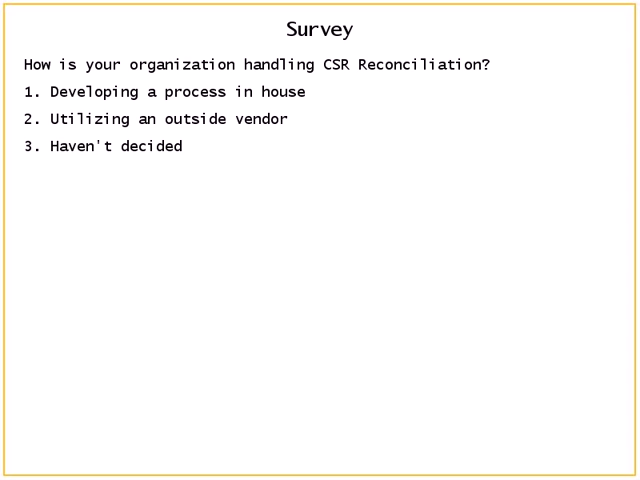 Survey
How is your organization handling CSR Reconciliation?
1. Developing a process in house
2. Utilizing an outside vendor
3. Haven't decided